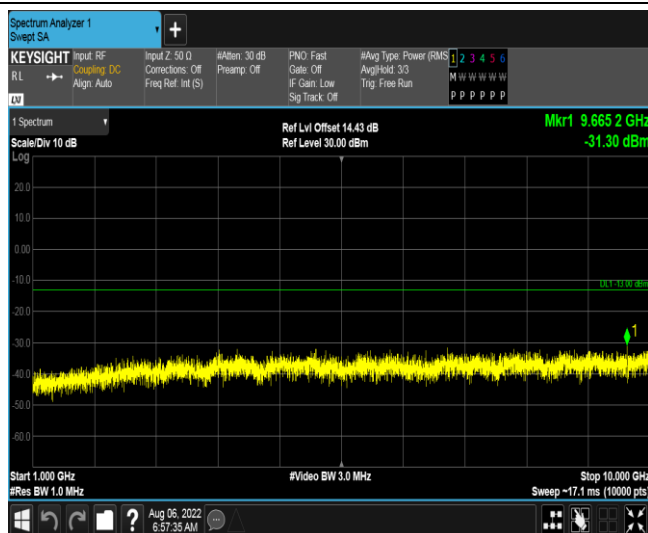 Spectrum Analyzer 1
Swept SA
+
KEYSIGHT
RL
LXI
Input: RF
Coupling: DC
Align: Auto
Input Z: 50 Ω
Corrections: Off
Freq Ref: Int (S)
#Atten: 30 dB
Preamp: Off
PNO: Fast
Gate: Off
IF Gain: Low
Sig Track: Off
#Avg Type: Power (RMS
Avg|Hold: 3/3
Trig: Free Run
1 2 3 4 5 6
M W W W W W
P P P P P P
1 Spectrum
Scale/Div 10 dB
Log
Ref Lvl Offset 14.43 dB
Ref Level 30.00 dBm
Mkr1 9.665 2 GHz
-31.30 dBm
20.0
10.0
0.00
-10.0
DL1 -13.00 dBm
-20.0
-30.0
1
-40.0
-50.0
-60.0
Start 1.000 GHz
#Res BW 1.0 MHz
#Video BW 3.0 MHz
Stop 10.000 GHz
Sweep ~17.1 ms (10000 pts)
?
Aug 06, 2022
6:57:35 AM